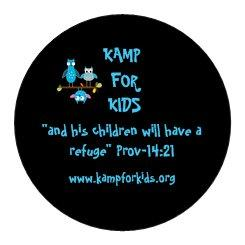 KAMP
FOR
KIDS
"and his children will have a
refuge" Prov-14:21
www.kampforkids.org